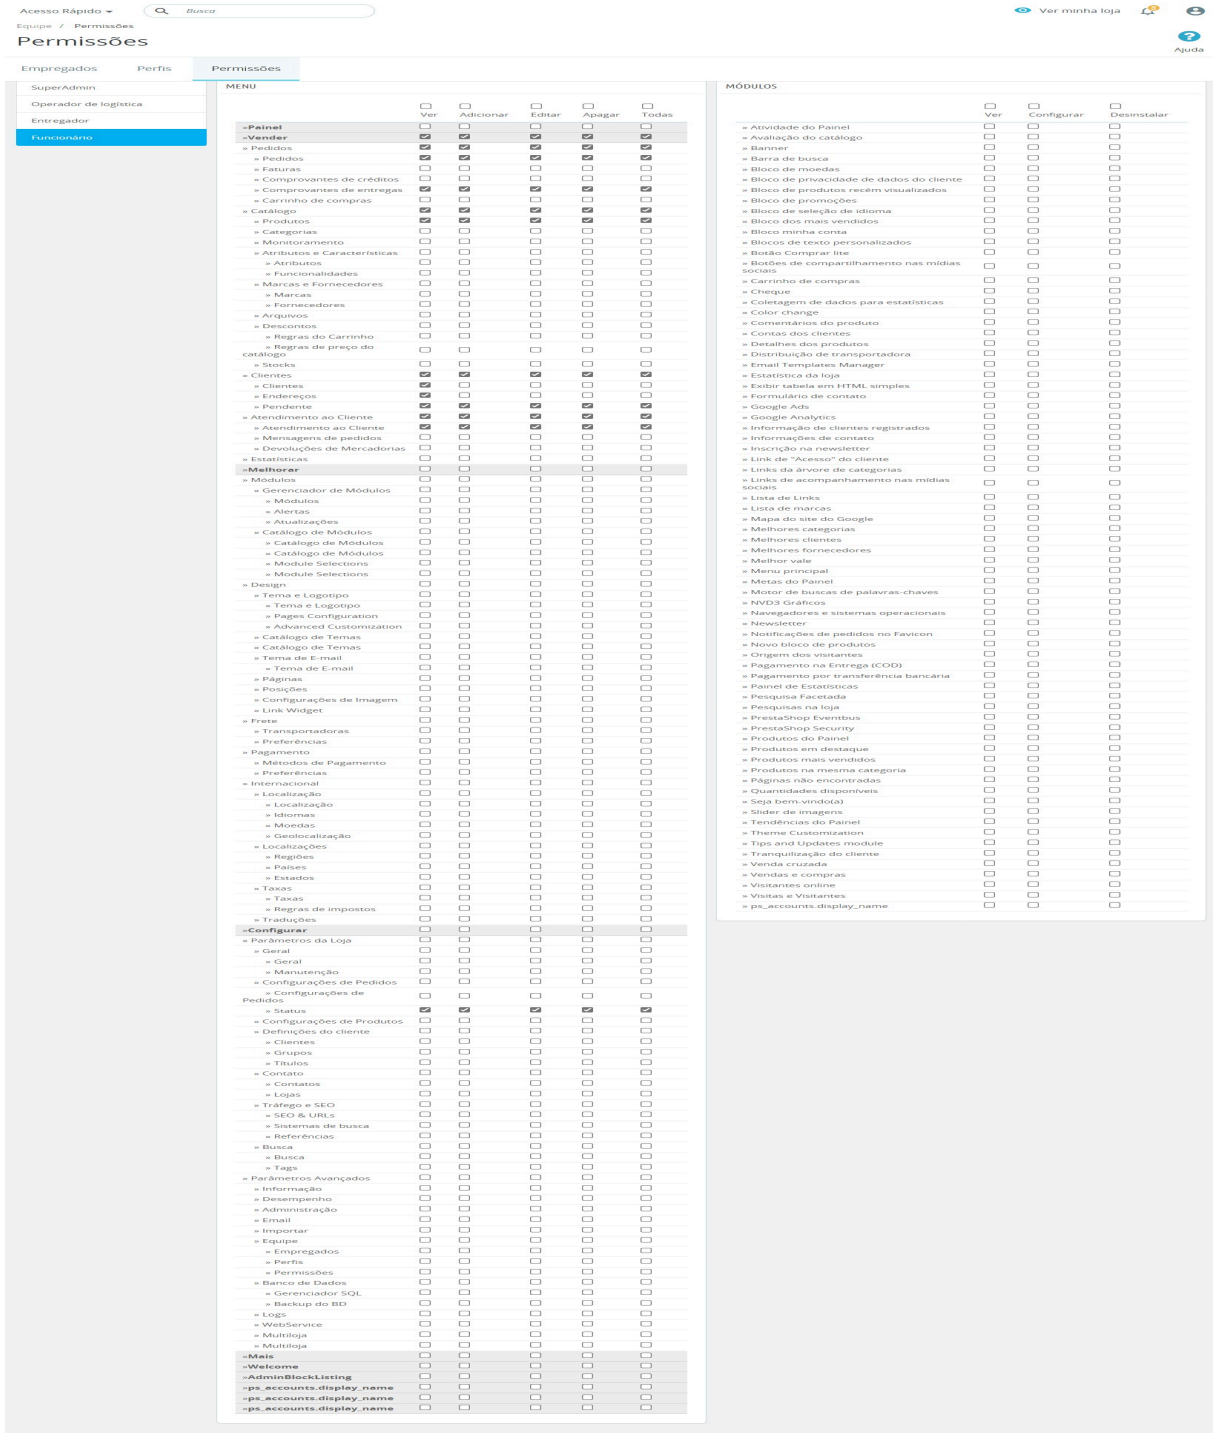 Acesso Rápido
Busca
Ver minha loja
Equipe / Permissões
Permissões
Ajuda
Empregados
Perfis
Permissões
SuperAdmin
Operador de logística
Entregador
Funcionário
MENU
Ver
Adicionar
Editar
Apagar
Todas
»Painel
»Vender
» Pedidos
» Pedidos
» Faturas
» Comprovantes de créditos
» Comprovantes de entregas
» Carrinho de compras
» Catálogo
» Produtos
» Categorias
» Monitoramento
» Atributos e Características
» Atributos
» Funcionalidades
» Marcas e Fornecedores
» Marcas
» Fornecedores
» Arquivos
» Descontos
» Regras do Carrinho
» Regras de preço do
catálogo
» Stocks
» Clientes
» Clientes
» Endereços
» Pendente
» Atendimento ao Cliente
» Atendimento ao Cliente
» Mensagens de pedidos
» Devoluções de Mercadorias
» Estatísticas
»Melhorar
» Módulos
» Gerenciador de Módulos
» Módulos
» Alertas
» Atualizações
» Catálogo de Módulos
» Catálogo de Módulos
» Catálogo de Módulos
» Module Selections
» Module Selections
» Design
» Tema e Logotipo
» Tema e Logotipo
» Pages Configuration
» Advanced Customization
» Catálogo de Temas
» Catálogo de Temas
» Tema de E-mail
» Tema de E-mail
» Páginas
» Posições
» Configurações de Imagem
» Link Widget
» Frete
» Transportadoras
» Preferências
» Pagamento
» Métodos de Pagamento
» Preferências
» Internacional
» Localização
» Localização
» Idiomas
» Moedas
» Geolocalização
» Localizações
» Regiões
» Países
» Estados
» Taxas
» Taxas
» Regras de impostos
» Traduções
»Configurar
» Parâmetros da Loja
» Geral
» Geral
» Manutenção
» Configurações de Pedidos
» Configurações de
Pedidos
» Status
» Configurações de Produtos
» Definições do cliente
» Clientes
» Grupos
» Títulos
» Contato
» Contatos
» Lojas
» Tráfego e SEO
» SEO & URLs
» Sistemas de busca
» Referências
» Busca
» Busca
» Tags
» Parâmetros Avançados
» Informação
» Desempenho
» Administração
» Email
» Importar
» Equipe
» Empregados
» Perfis
» Permissões
» Banco de Dados
» Gerenciador SQL
» Backup do BD
» Logs
» WebService
» Multiloja
» Multiloja
»Mais
»Welcome
»AdminBlockListing
»ps_accounts.display_name
»ps_accounts.display_name
»ps_accounts.display_name
MÓDULOS
Ver
Configurar
Desinstalar
» Atividade do Painel
» Avaliação do catálogo
» Banner
» Barra de busca
» Bloco de moedas
» Bloco de privacidade de dados do cliente
» Bloco de produtos recém visualizados
» Bloco de promoções
» Bloco de seleção de idioma
» Bloco dos mais vendidos
» Bloco minha conta
» Blocos de texto personalizados
» Botão Comprar lite
» Botões de compartilhamento nas mídias
sociais
» Carrinho de compras
» Cheque
» Coletagem de dados para estatísticas
» Color change
» Comentários do produto
» Contas dos clientes
» Detalhes dos produtos
» Distribuição de transportadora
» Email Templates Manager
» Estatística da loja
» Exibir tabela em HTML simples
» Formulário de contato
» Google Ads
» Google Analytics
» Informação de clientes registrados
» Informações de contato
» Inscrição na newsletter
» Link de "Acesso" do cliente
» Links da árvore de categorias
» Links de acompanhamento nas mídias
sociais
» Lista de Links
» Lista de marcas
» Mapa do site do Google
» Melhores categorias
» Melhores clientes
» Melhores fornecedores
» Melhor vale
» Menu principal
» Metas do Painel
» Motor de buscas de palavras-chaves
» NVD3 Gráficos
» Navegadores e sistemas operacionais
» Newsletter
» Notificações de pedidos no Favicon
» Novo bloco de produtos
» Origem dos visitantes
» Pagamento na Entrega (COD)
» Pagamento por transferência bancária
» Painel de Estatísticas
» Pesquisa Facetada
» Pesquisas na loja
» PrestaShop Eventbus
» PrestaShop Security
» Produtos do Painel
» Produtos em destaque
» Produtos mais vendidos
» Produtos na mesma categoria
» Páginas não encontradas
» Quantidades disponíveis
» Seja bem-vindo(a)
» Slider de imagens
» Tendências do Painel
» Theme Customization
» Tips and Updates module
» Tranquilização do cliente
» Venda cruzada
» Vendas e compras
» Visitantes online
» Visitas e Visitantes
» ps_accounts.display_name